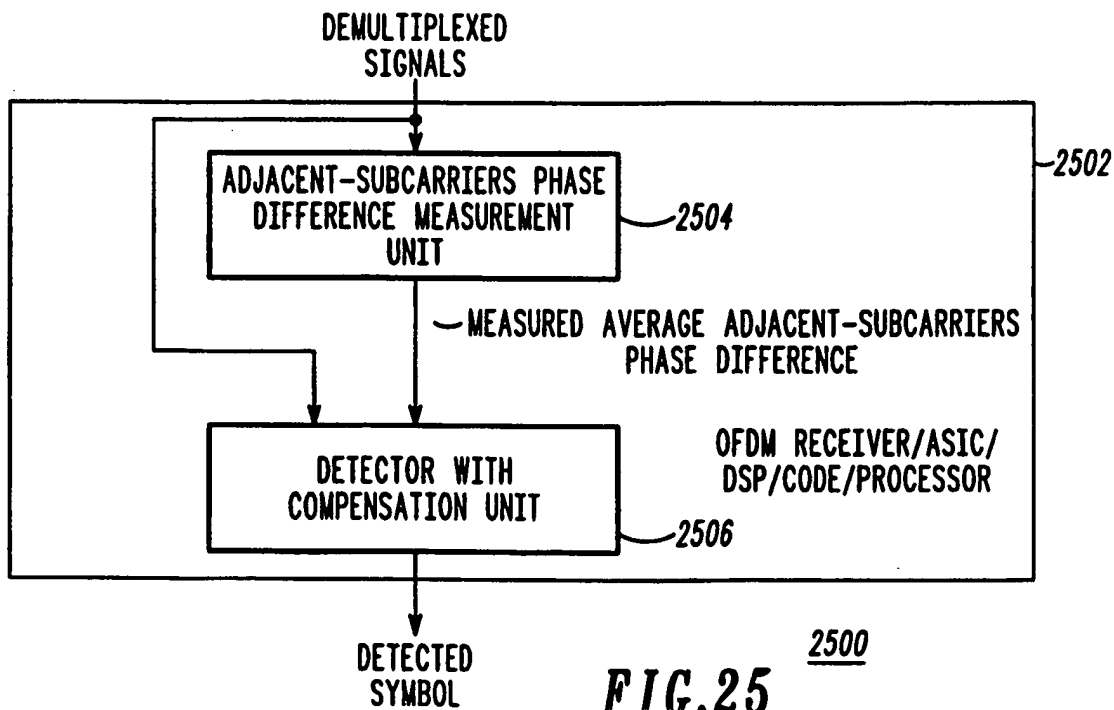 DEMULTIPLEXED
SIGNALS
2502
ADJACENT-SUBCARRIERS PHASE
DIFFERENCE MEASUREMENT
UNIT
2504
MEASURED AVERAGE ADJACENT-SUBCARRIERS
PHASE DIFFERENCE
DETECTOR WITH
COMPENSATION UNIT
OFDM RECEIVER/ASIC/
DSP/CODE/PROCESSOR
2506
DETECTED
SYMBOL
2500
FIG.25